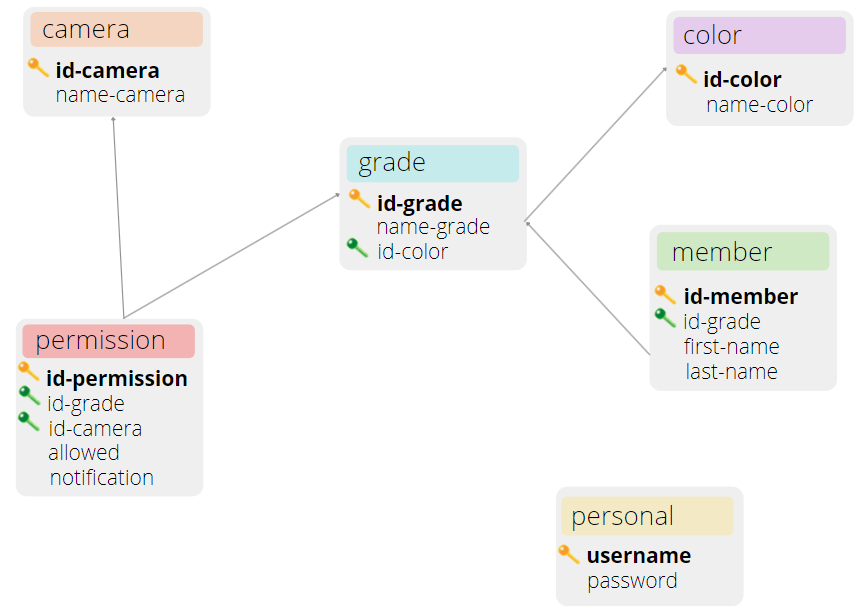 camera
id-camera
name-camera
color
id-color
name-color
grade
id-grade
name-grade
id-color
member
id-member
id-grade
first-name
last-name
permission
id-permission
id-grade
id-camera
allowed
notification
personal
username
password